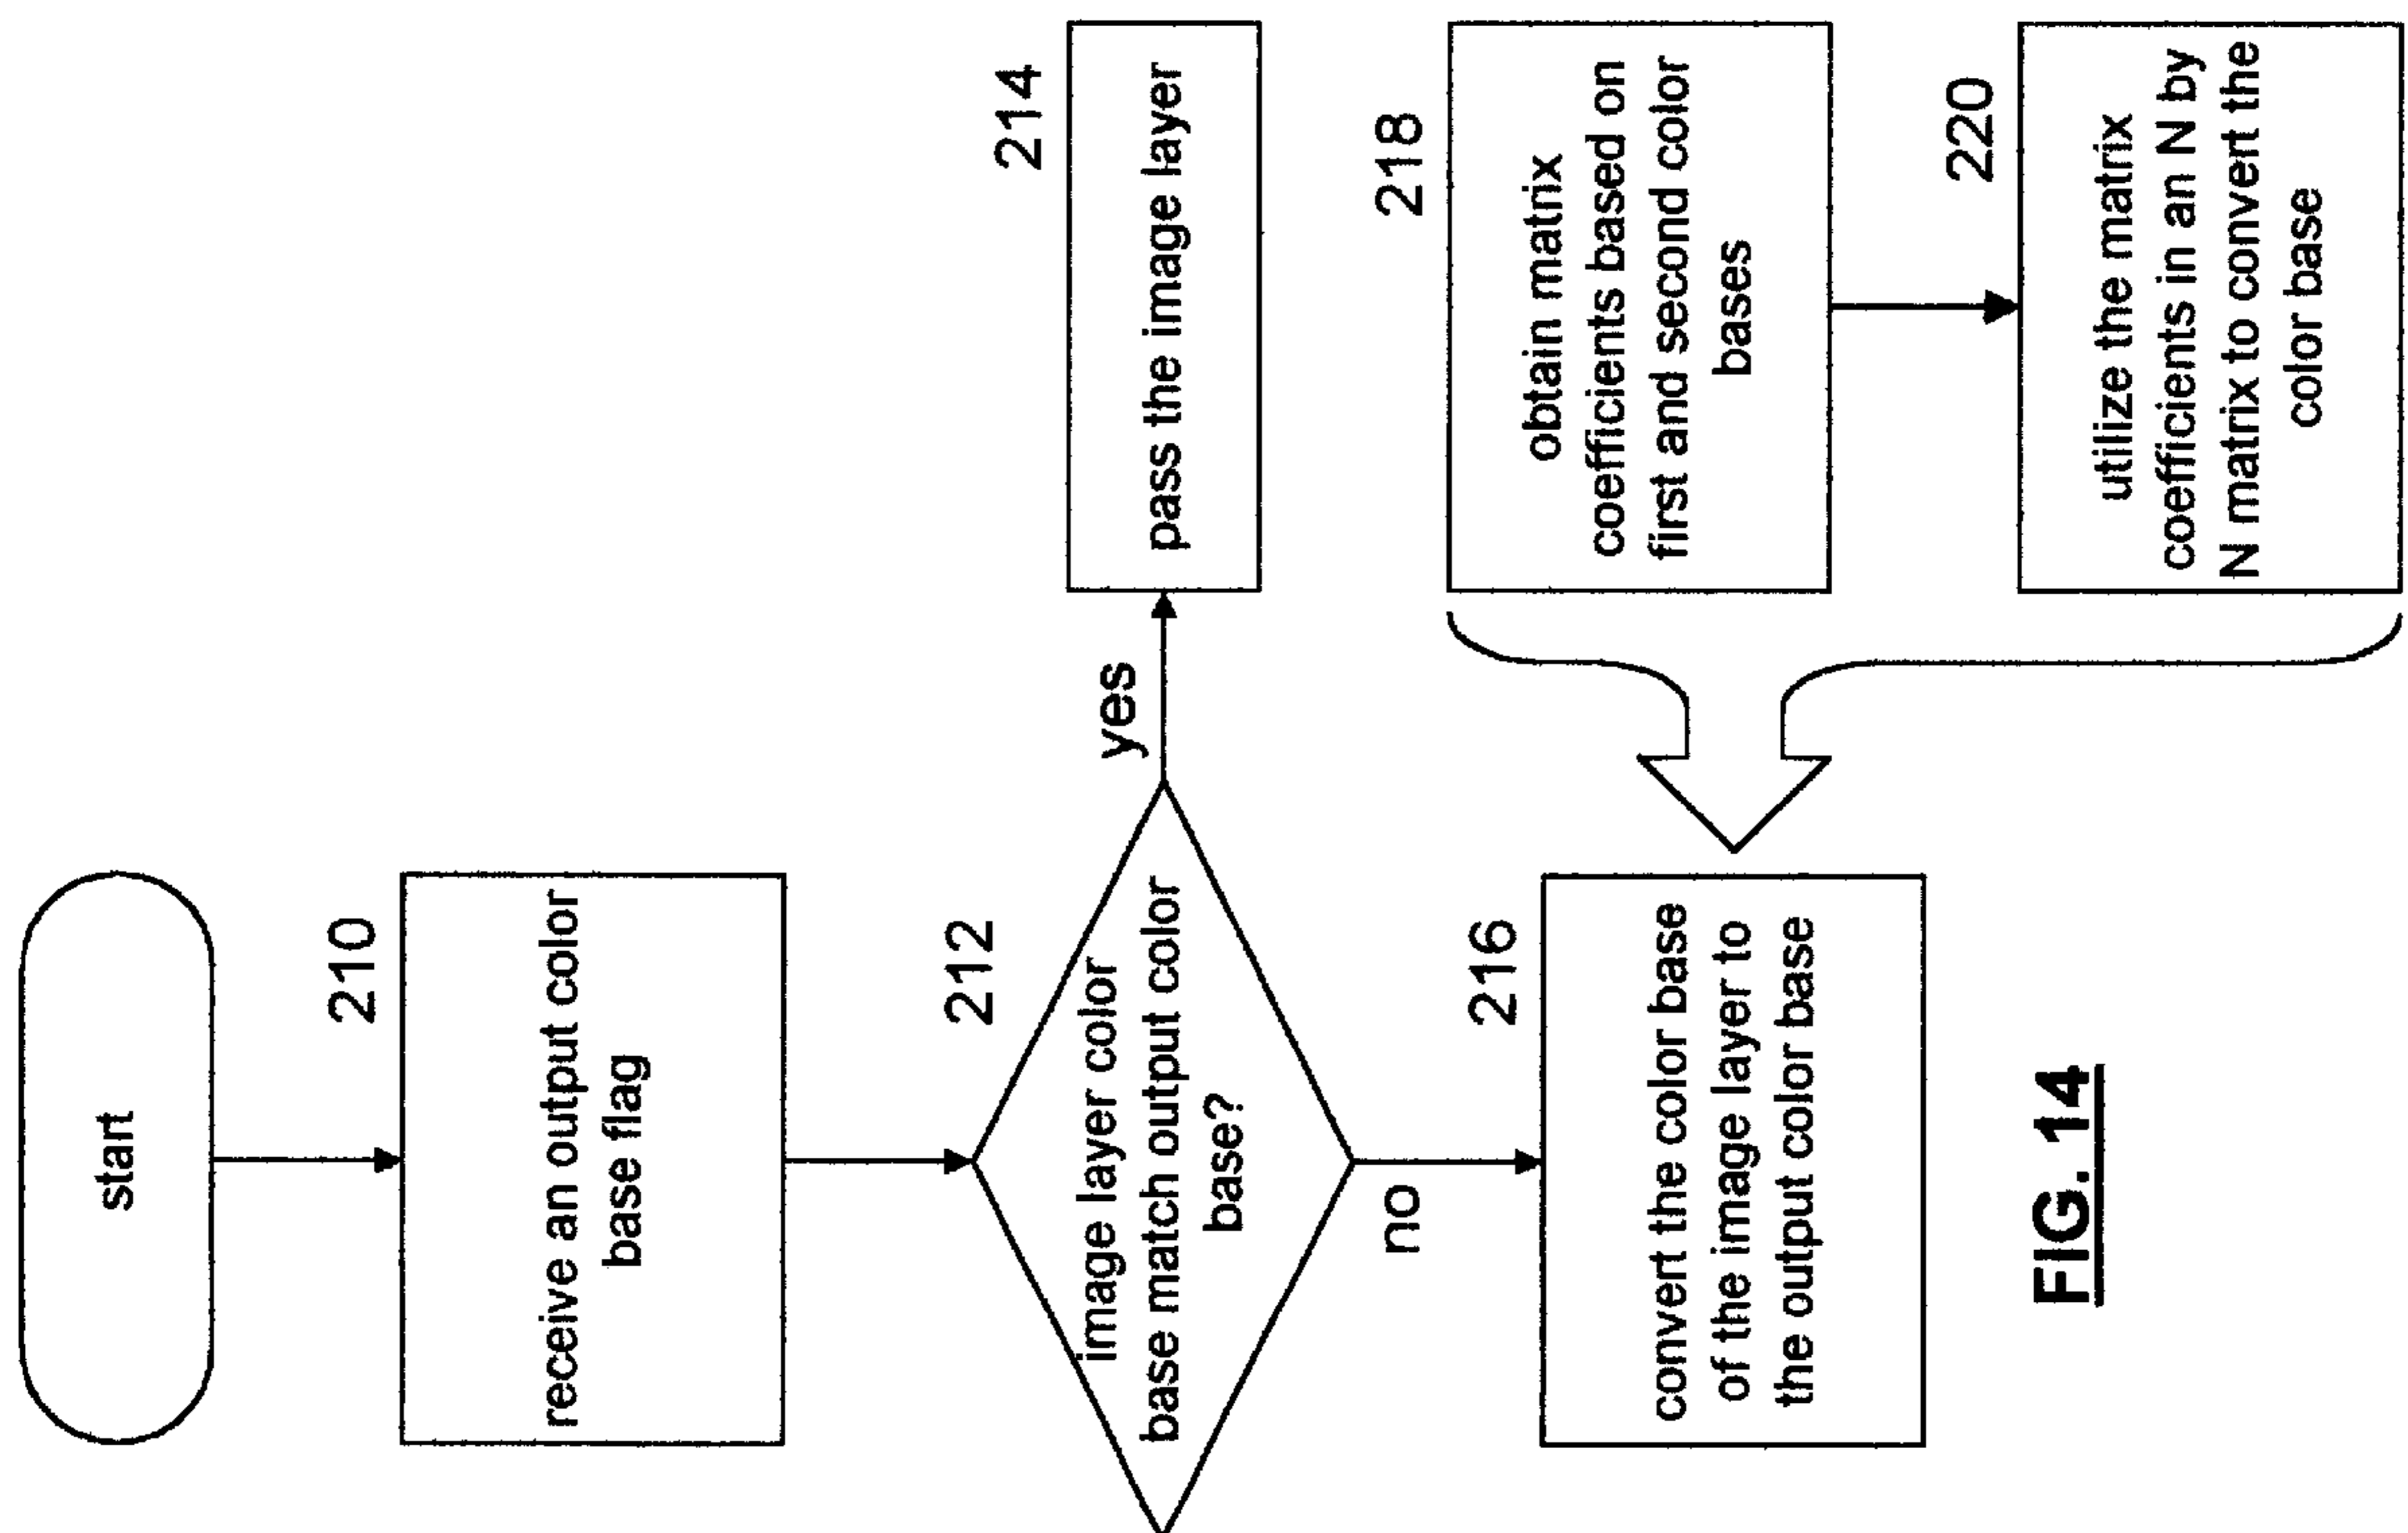 start
210
receive an output color
base flag
212
image layer color
base match output color
base?
yes
214
pass the image layer
no
216
convert the color base
of the image layer to
the output color base
218
obtain matrix
coefficients based on
first and second color
bases
220
utilize the matrix
coefficients in an N by
N matrix to convert the
color base
FIG. 14